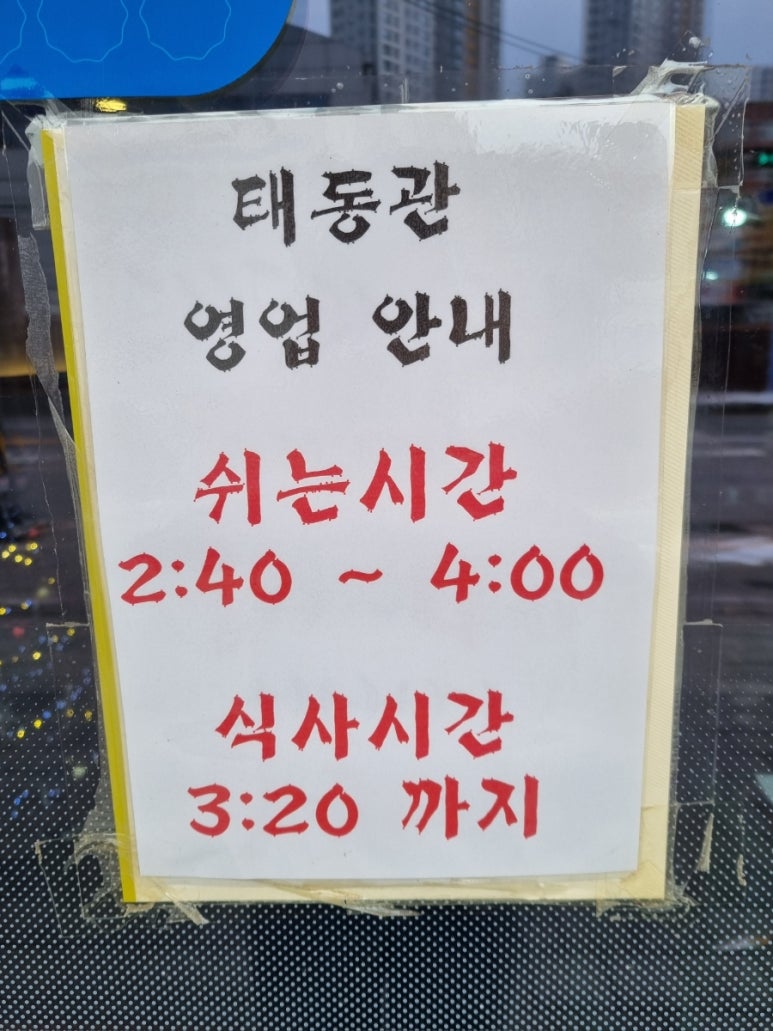 태동관
영업 안내
쉬는시간
2:40 ~ 4:00
식사시간
3:20 까지